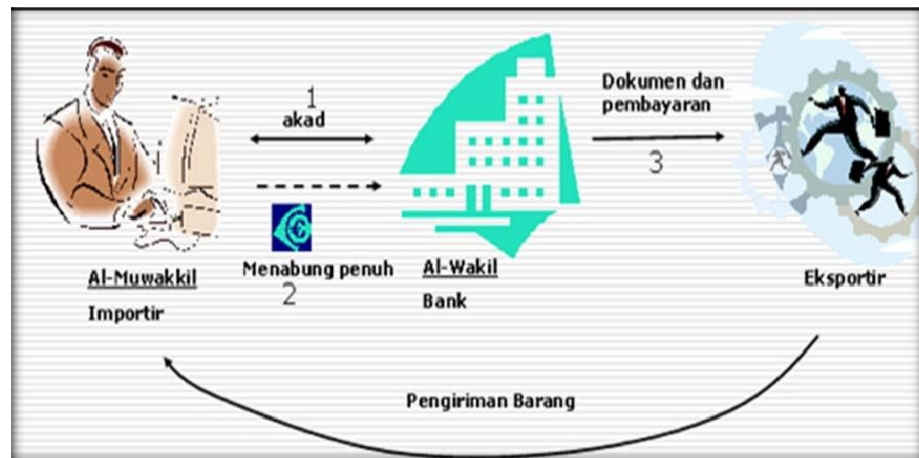 1
akad
Menabung penuh
2
Al-Muwakkil
Importir
Al-Wakil
Bank
Dokumen dan
pembayaran
3
Eksportir
Pengiriman Barang